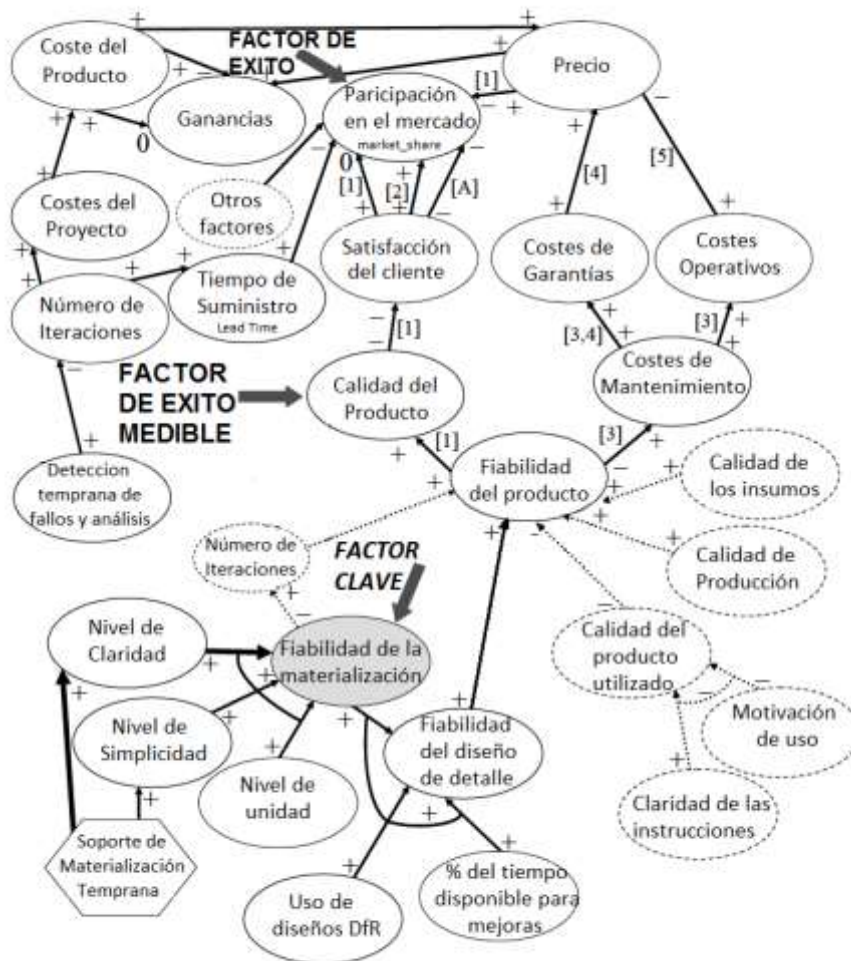 Coste del
Producto
FACTOR DE
EXITO
Ganancias
Paricipación
en el mercado
market_share
Precio
[1]
[4]
[5]
0
0
[1]
[2]
[A]
Costes del
Proyecto
Otros
factores
Satisfacción
del cliente
Costes de
Garantías
Costes
Operativos
Número de
Iteraciones
Tiempo de
Suministro
Lead Time
[1]
[3,4]
[3]
FACTOR
DE EXITO
MEDIBLE
Calidad del
Producto
Costes de
Mantenimiento
[1]
[3]
Deteccion
temprana de
fallos y análisis
Fiabilidad
del producto
Calidad de
los insumos
Número de
Iteraciones
FACTOR
CLAVE
Calidad de
Producción
Nivel de
Claridad
Fiabilidad de la
materialización
Calidad del
producto
utilizado
Nivel de
Simplicidad
Fiabilidad
del diseño
de detalle
Motivación
de uso
Nivel de
unidad
Claridad de las
instrucciones
Soporte de
Materialización
Temprana
Uso de
diseños DfR
% del tiempo
disponible para
mejoras